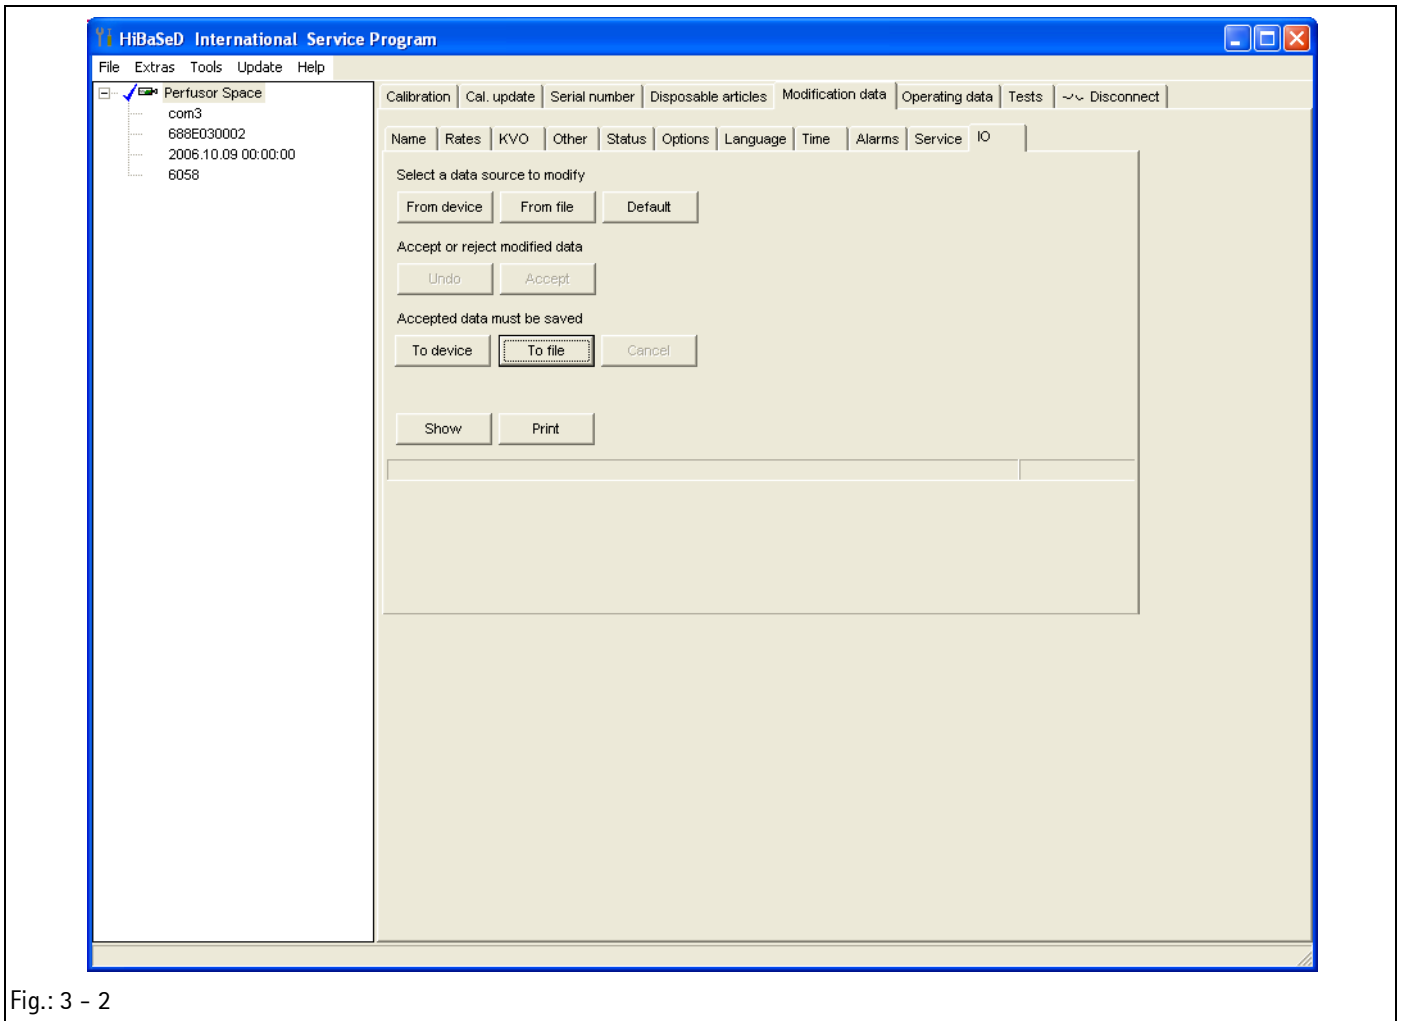 HiBaSeD International Service Program
File Extras Tools Update Help
Perfusor Space
com3
688E030002
2006.10.09 00:00:00
6058
Calibration Cal. update Serial number Disposable articles Modification data Operating data Tests Disconnect
Name Rates KVO Other Status Options Language Time Alarms Service IO
Select a data source to modify
From device From file Default
Accept or reject modified data
Undo Accept
Accepted data must be saved
To device To file Cancel
Show Print
Fig.: 3 – 2